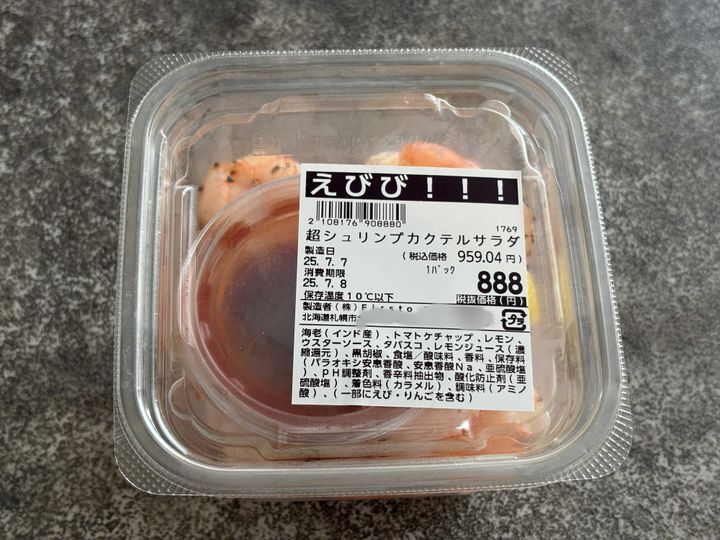 えびび！！！
2 108176 908880
1769
超シュリンプカクテルサラダ
製造日
25.7.7
(税込価格 959.04円)
消費期限
25.7.8
1パック
888
保存温度10℃以下
税抜価格(円)
製造者(株)Firsto
北海道札幌市
プラ
海老(インド産)、トマトケチャップ、レモン、
ウスターソース、タバスコ、レモンジュース(濃
縮還元)、黒胡椒、食塩/酸味料、香料、保存料
(パラオキシ安息香酸、安息香酸Na、亜硫酸塩
)、pH調整剤、香辛料抽出物、酸化防止剤(亜
硫酸塩)、着色料(カラメル)、調味料(アミノ
酸)、(一部にえび・りんごを含む)